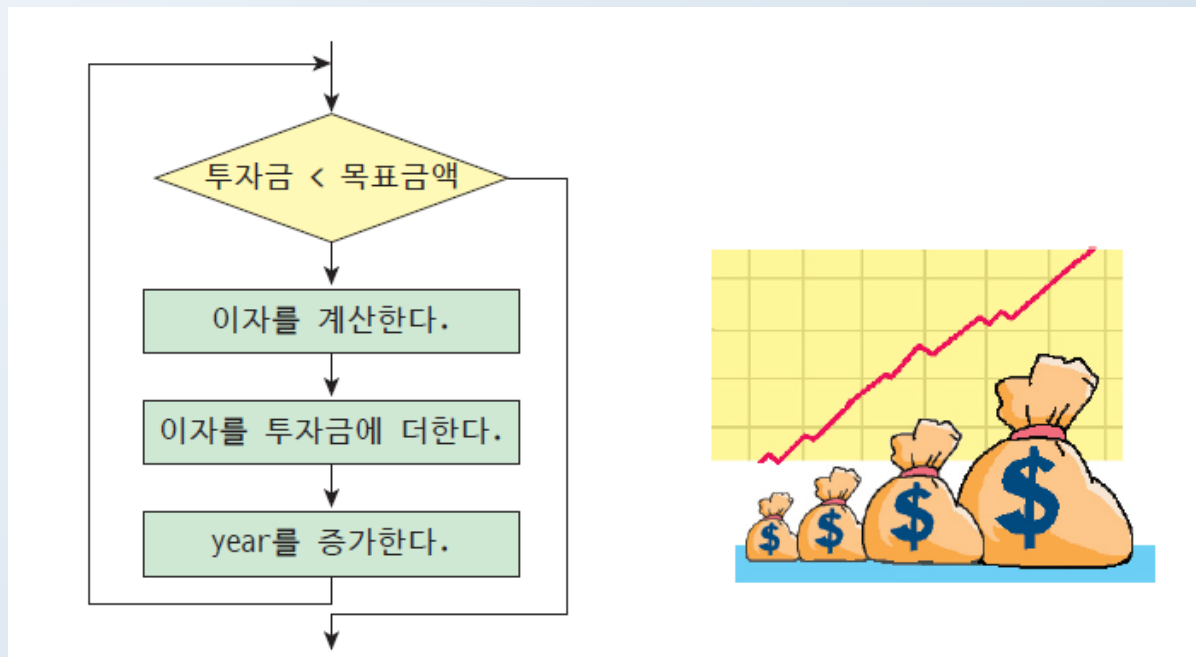 투자금 < 목표금액
이자를 계산한다.
이자를 투자금에 더한다.
year를 증가한다.
$
$
$
$